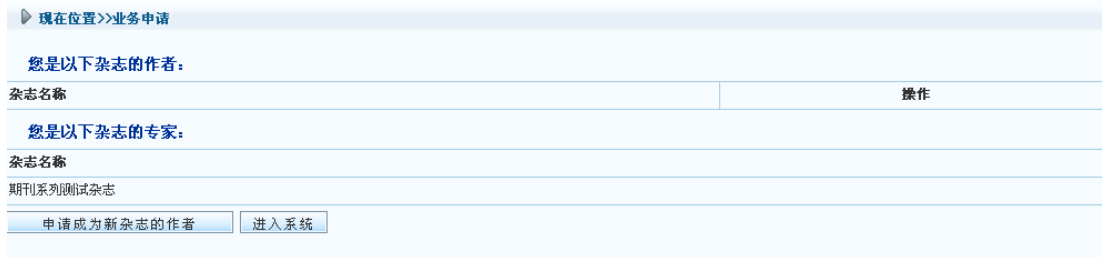 现在位置>>业务申请
您是以下杂志的作者：
杂志名称 操作
您是以下杂志的专家：
杂志名称
期刊系列测试杂志
申请成为新杂志的作者 进入系统